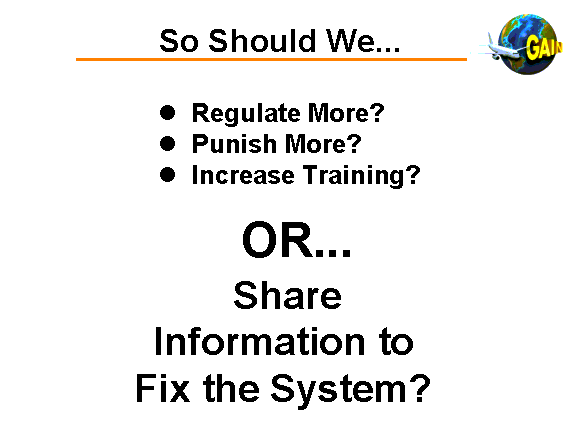 So Should We...
GAIN
● Regulate More?
● Punish More?
● Increase Training?
OR...
Share
Information to
Fix the System?